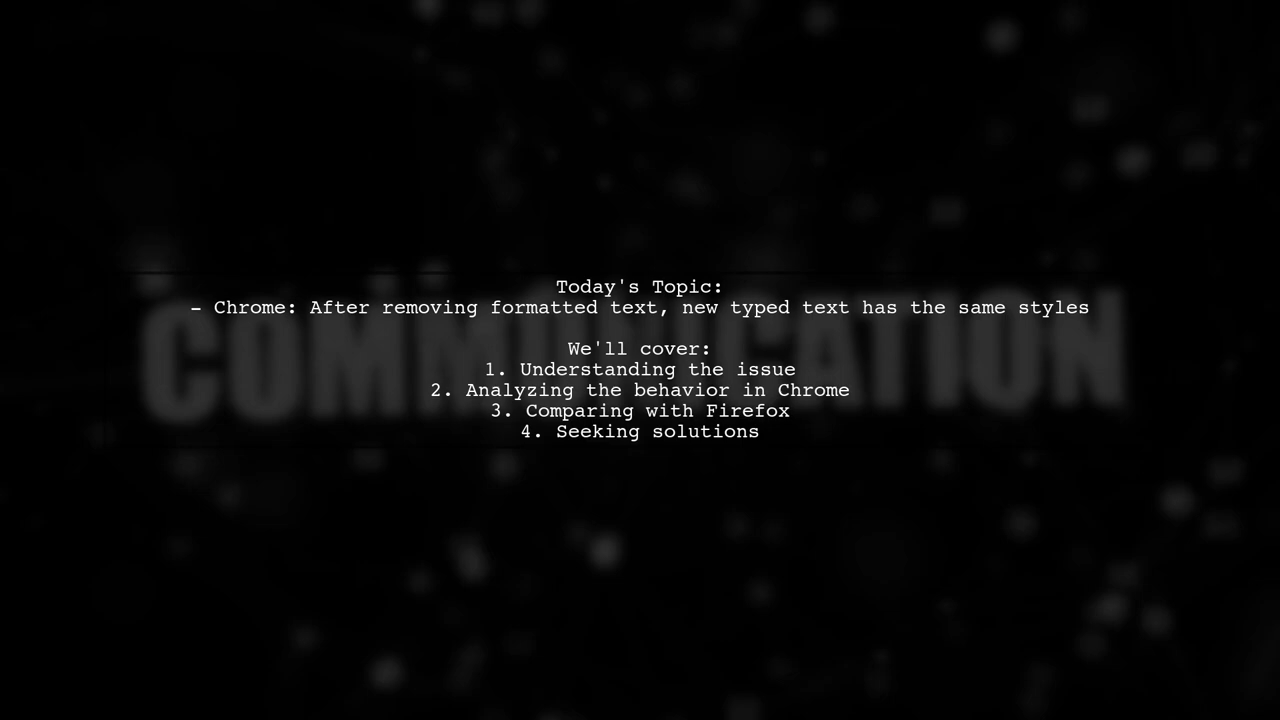 Today's Topic:
- Chrome: After removing formatted text, new typed text has the same styles
We'll cover:
1. Understanding the issue
2. Analyzing the behavior in Chrome
3. Comparing with Firefox
4. Seeking solutions
COMMUNICATION